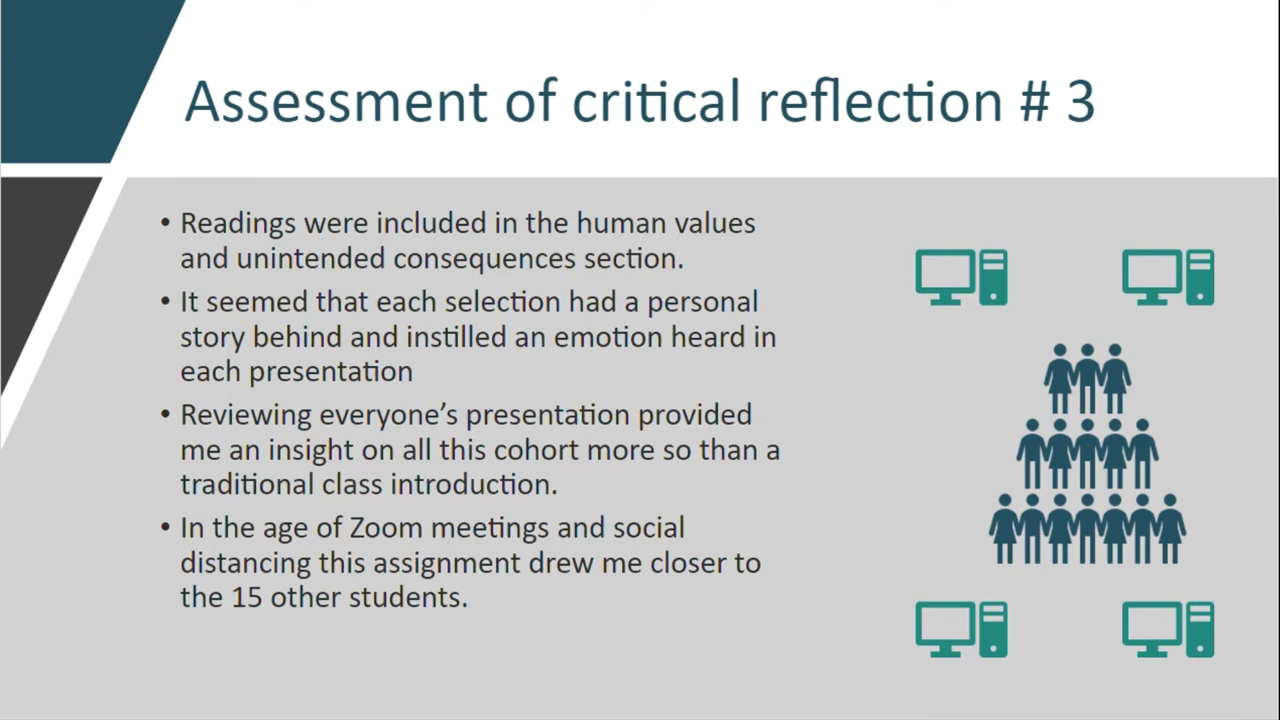 Assessment of critical reflection # 3
• Readings were included in the human values
and unintended consequences section.
• It seemed that each selection had a personal
story behind and instilled an emotion heard in
each presentation
• Reviewing everyone’s presentation provided
me an insight on all this cohort more so than a
traditional class introduction.
• In the age of Zoom meetings and social
distancing this assignment drew me closer to
the 15 other students.